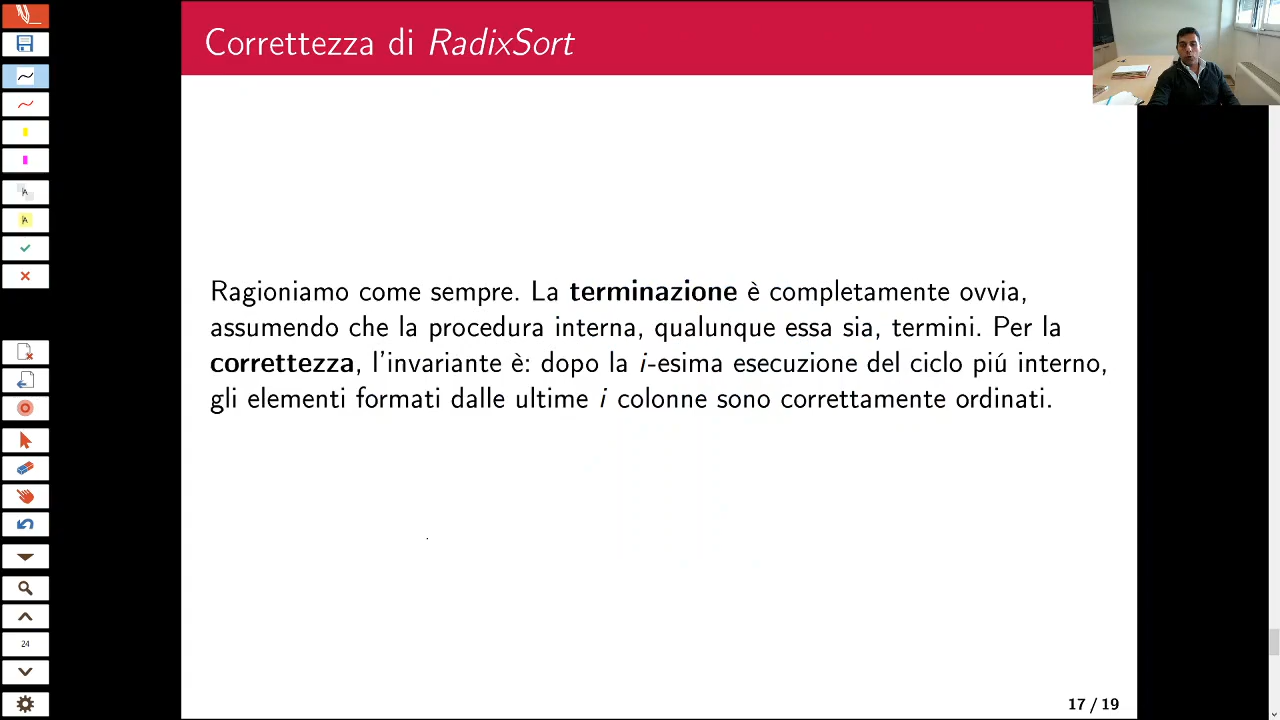 Correttezza di RadixSort
Ragioniamo come sempre. La terminazione è completamente ovvia,
assumendo che la procedura interna, qualunque essa sia, termini. Per la
correttezza, l'invariante è: dopo la i-esima esecuzione del ciclo piú interno,
gli elementi formati dalle ultime i colonne sono correttamente ordinati.
24
17 / 19